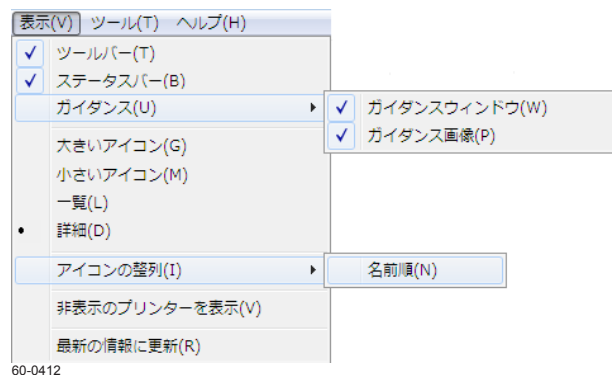 表示(V) ツール(T) ヘルプ(H)
ツールバー(T)
ステータスバー(B)
ガイダンス(U)
ガイダンスウィンドウ(W)
ガイダンス画像(P)
大きいアイコン(G)
小さいアイコン(M)
一覧(L)
詳細(D)
アイコンの整列(I)
名前順(N)
非表示のプリンターを表示(V)
最新の情報に更新(R)
60-0412